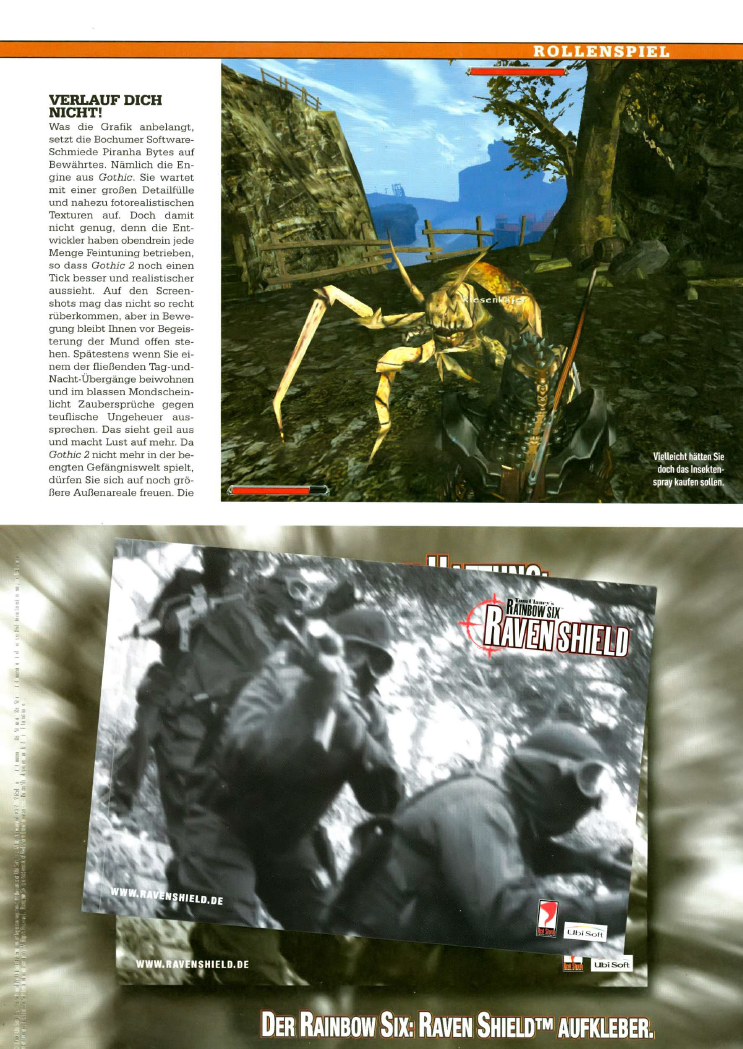 ROLLENSPIEL
VERLAUF DICH
NICHT!
Was die Grafik anbelangt,
setzt die Bochumer Software-
Schmiede Piranha Bytes auf
Bewährtes. Nämlich die En-
gine aus Gothic. Sie wartet
mit einer großen Detailfülle
und nahezu fotorealistischen
Texturen auf. Doch damit
nicht genug, denn die Ent-
wickler haben obendrein jede
Menge Feintuning betrieben,
so dass Gothic 2 noch einen
Tick besser und realistischer
aussieht. Auf den Screen-
shots mag das nicht so recht
rüberkommen, aber in Bewe-
gung bleibt Ihnen vor Begeis-
terung der Mund offen ste-
hen. Spätestens wenn Sie ei-
nem der fließenden Tag-und-
Nacht-Übergänge beiwohnen
und im blassen Mondschein-
licht Zaubersprüche gegen
teuflische Ungeheuer aus-
sprechen. Das sieht geil aus
und macht Lust auf mehr. Da
Gothic 2 nicht mehr in der be-
engten Gefängniswelt spielt,
dürfen Sie sich auf noch grö-
ßere Außenareale freuen. Die
Riesenkäfer
Vielleicht hätten Sie
doch das Insekten-
spray kaufen sollen.
Tom Clancy's
RAINBOW SIX
RAVEN SHIELD
WWW.RAVENSHIELD.DE
Red Storm
Ubi Soft
WWW.RAVENSHIELD.DE
Red Storm
Ubi Soft
DER RAINBOW SIX: RAVEN SHIELD™ AUFKLEBER.